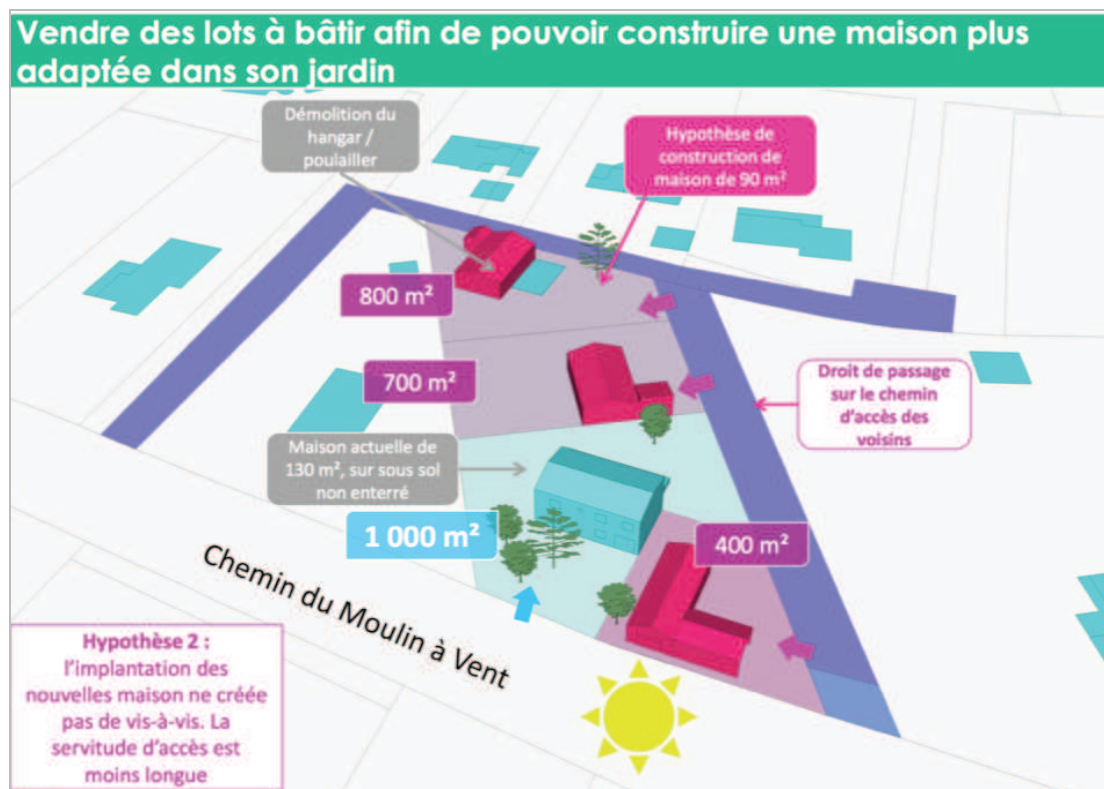 Vendre des lots à bâtir afin de pouvoir construire une maison plus
adaptée dans son jardin
Démolition du
hangar /
poulailler
Hypothèse de
construction de
maison de 90 m²
800 m²
700 m²
Droit de passage
sur le chemin
d'accès des
voisins
Maison actuelle de
130 m², sur sous sol
non enterré
1 000 m²
400 m²
Chemin du Moulin à Vent
Hypothèse 2 :
l'implantation des
nouvelles maison ne créée
pas de vis-à-vis. La
servitude d'accès est
moins longue